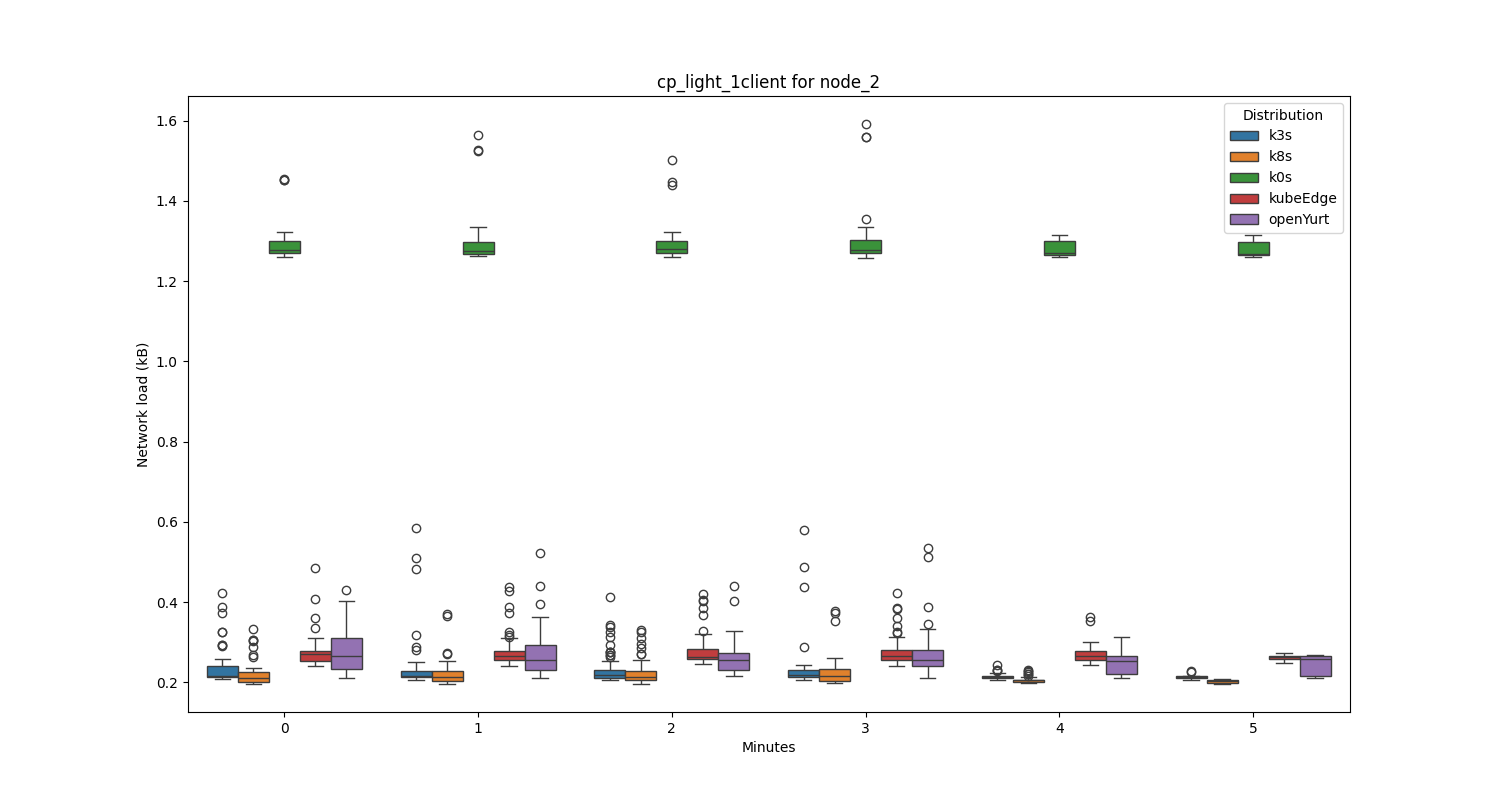 cp_light_1client for node_2
Distribution
k3s
k8s
k0s
kubeEdge
openYurt
Network load (kB)
1.6
1.4
1.2
1.0
0.8
0.6
0.4
0.2
0 1 2 3 4 5
Minutes